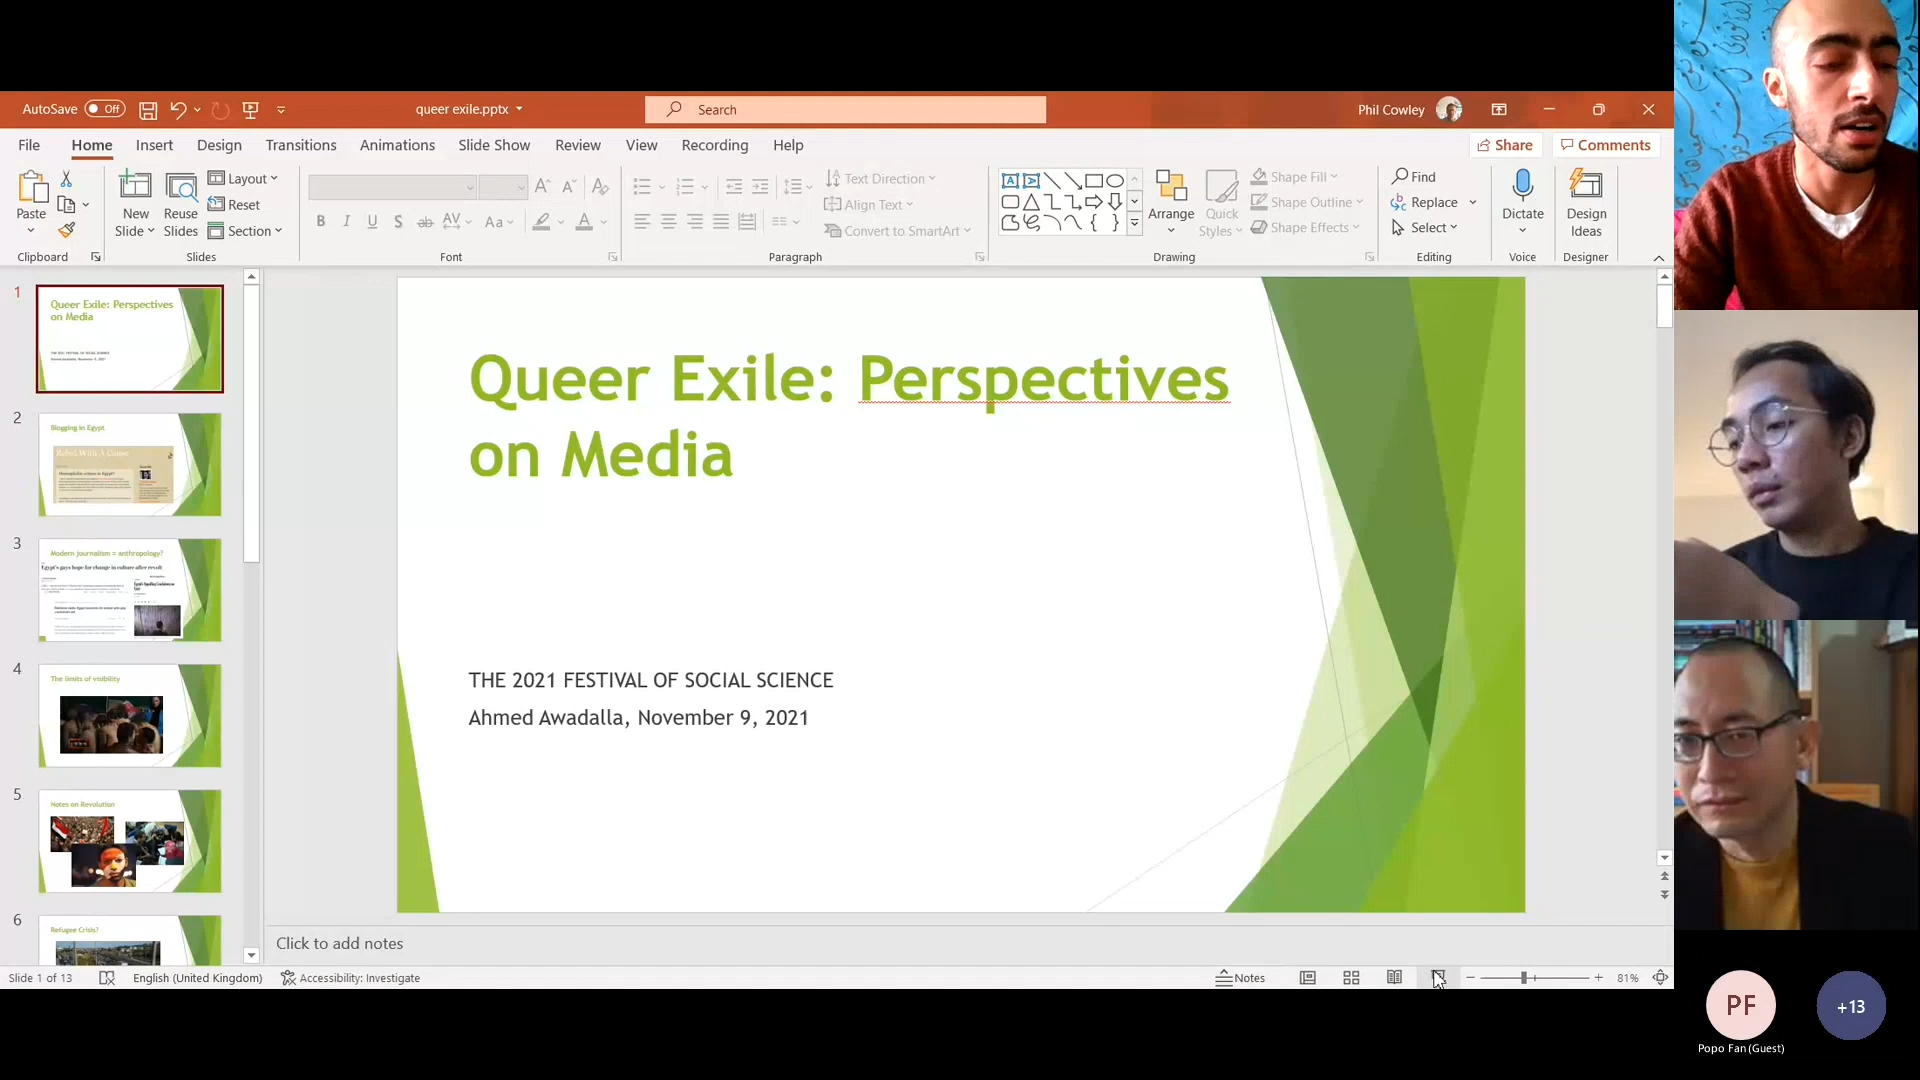 AutoSave Off queer exile.pptx Search Phil Cowley
File Home Insert Design Transitions Animations Slide Show Review View Recording Help Share Comments
Paste New Slide Reuse Slides Layout Reset Section
Text Direction Align Text Convert to SmartArt
Arrange Quick Styles Shape Fill Shape Outline Shape Effects
Find Replace Select Dictate Design Ideas
B I U S ab AV Aa A
Clipboard Slides Font Paragraph Drawing Editing Voice Designer
1
Queer Exile: Perspectives
on Media
THE 2021 FESTIVAL OF SOCIAL SCIENCE
Ahmed Awadalla, November 9, 2021
2
Blogging in Egypt
Rebel With A Cause
3
Modern journalism = anthropology?
Egypt's gays hope for change in culture after revolt
4
The limits of visibility
5
Notes on Revolution
6
Refugee Crisis?
Queer Exile: Perspectives
on Media
THE 2021 FESTIVAL OF SOCIAL SCIENCE
Ahmed Awadalla, November 9, 2021
Click to add notes
Slide 1 of 13 English (United Kingdom) Accessibility: Investigate Notes 81%
PF
+13
Popo Fan (Guest)